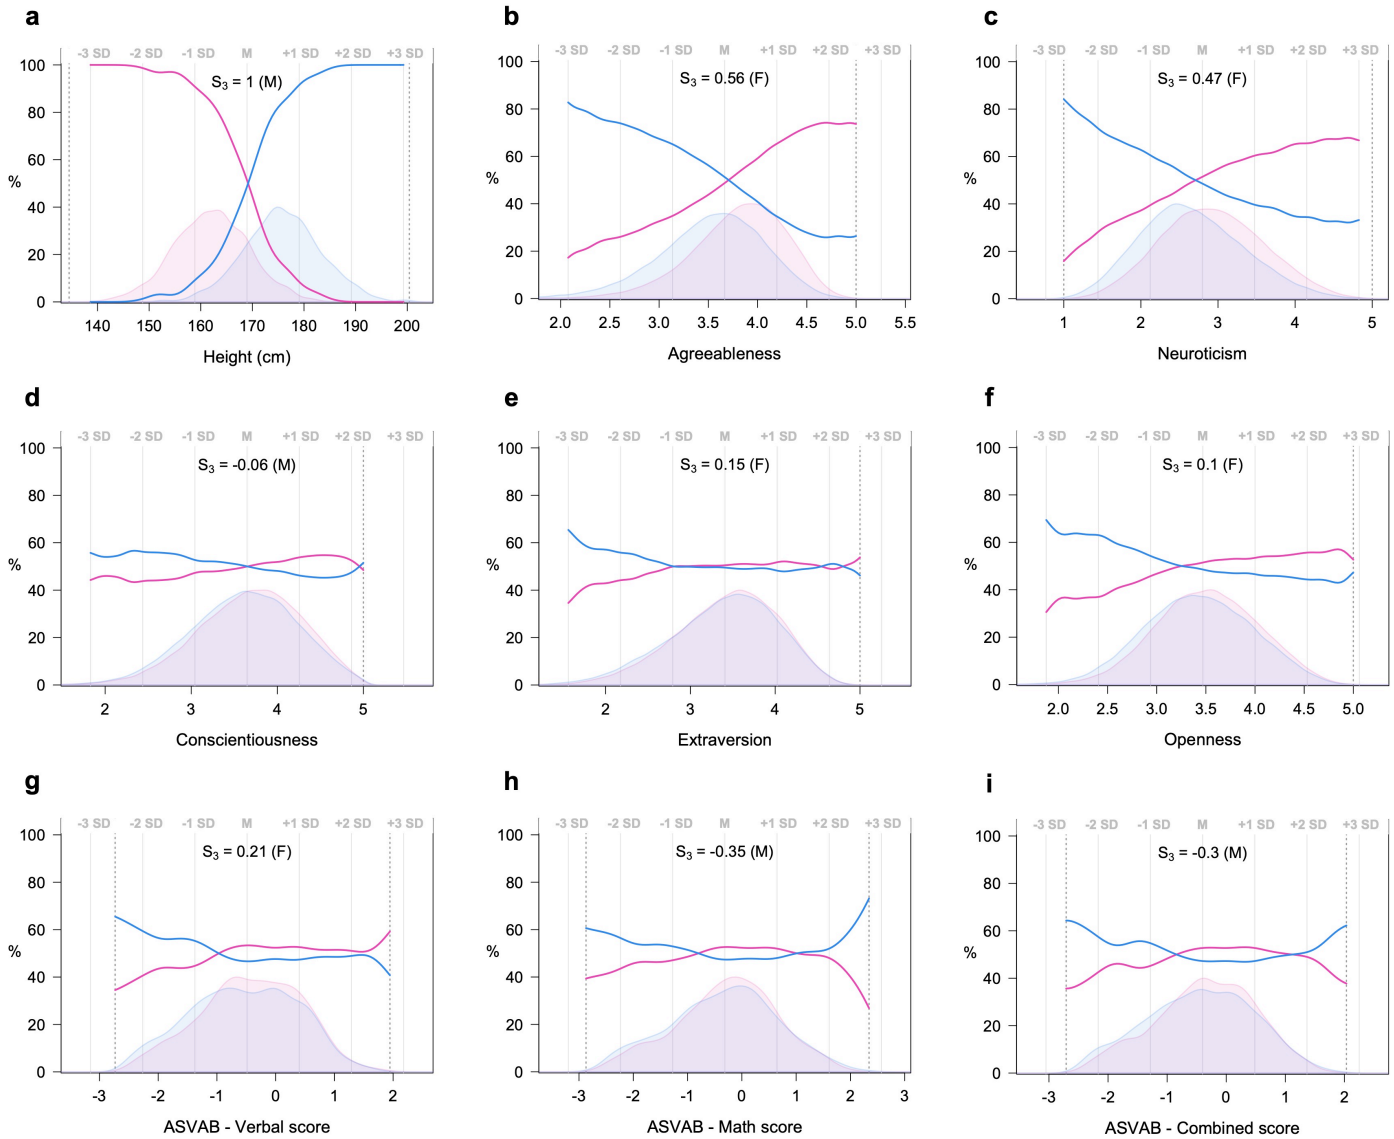 a
-3 SD -2 SD -1 SD M +1 SD +2 SD +3 SD
S3 = 1 (M)
100
80
60
40
20
0
%
140 150 160 170 180 190 200
Height (cm)
b
-3 SD -2 SD -1 SD M +1 SD +2 SD +3 SD
S3 = 0.56 (F)
100
80
60
40
20
0
%
2.0 2.5 3.0 3.5 4.0 4.5 5.0 5.5
Agreeableness
c
-3 SD -2 SD -1 SD M +1 SD +2 SD +3 SD
S3 = 0.47 (F)
100
80
60
40
20
0
%
1 2 3 4 5
Neuroticism
d
-3 SD -2 SD -1 SD M +1 SD +2 SD +3 SD
S3 = -0.06 (M)
100
80
60
40
20
0
%
2 3 4 5
Conscientiousness
e
-3 SD -2 SD -1 SD M +1 SD +2 SD +3 SD
S3 = 0.15 (F)
100
80
60
40
20
0
%
2 3 4 5
Extraversion
f
-3 SD -2 SD -1 SD M +1 SD +2 SD +3 SD
S3 = 0.1 (F)
100
80
60
40
20
0
%
2.0 2.5 3.0 3.5 4.0 4.5 5.0
Openness
g
-3 SD -2 SD -1 SD M +1 SD +2 SD +3 SD
S3 = 0.21 (F)
100
80
60
40
20
0
%
-3 -2 -1 0 1 2
ASVAB - Verbal score
h
-3 SD -2 SD -1 SD M +1 SD +2 SD +3 SD
S3 = -0.35 (M)
100
80
60
40
20
0
%
-3 -2 -1 0 1 2 3
ASVAB - Math score
i
-3 SD -2 SD -1 SD M +1 SD +2 SD +3 SD
S3 = -0.3 (M)
100
80
60
40
20
0
%
-3 -2 -1 0 1 2
ASVAB - Combined score